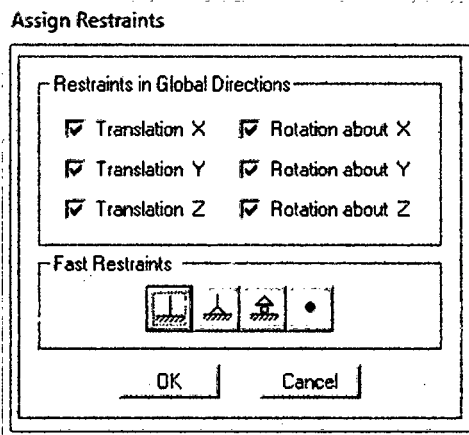 Assign Restraints
Restraints in Global Directions
Translation X Rotation about X
Translation Y Rotation about Y
Translation Z Rotation about Z
Fast Restraints
OK Cancel